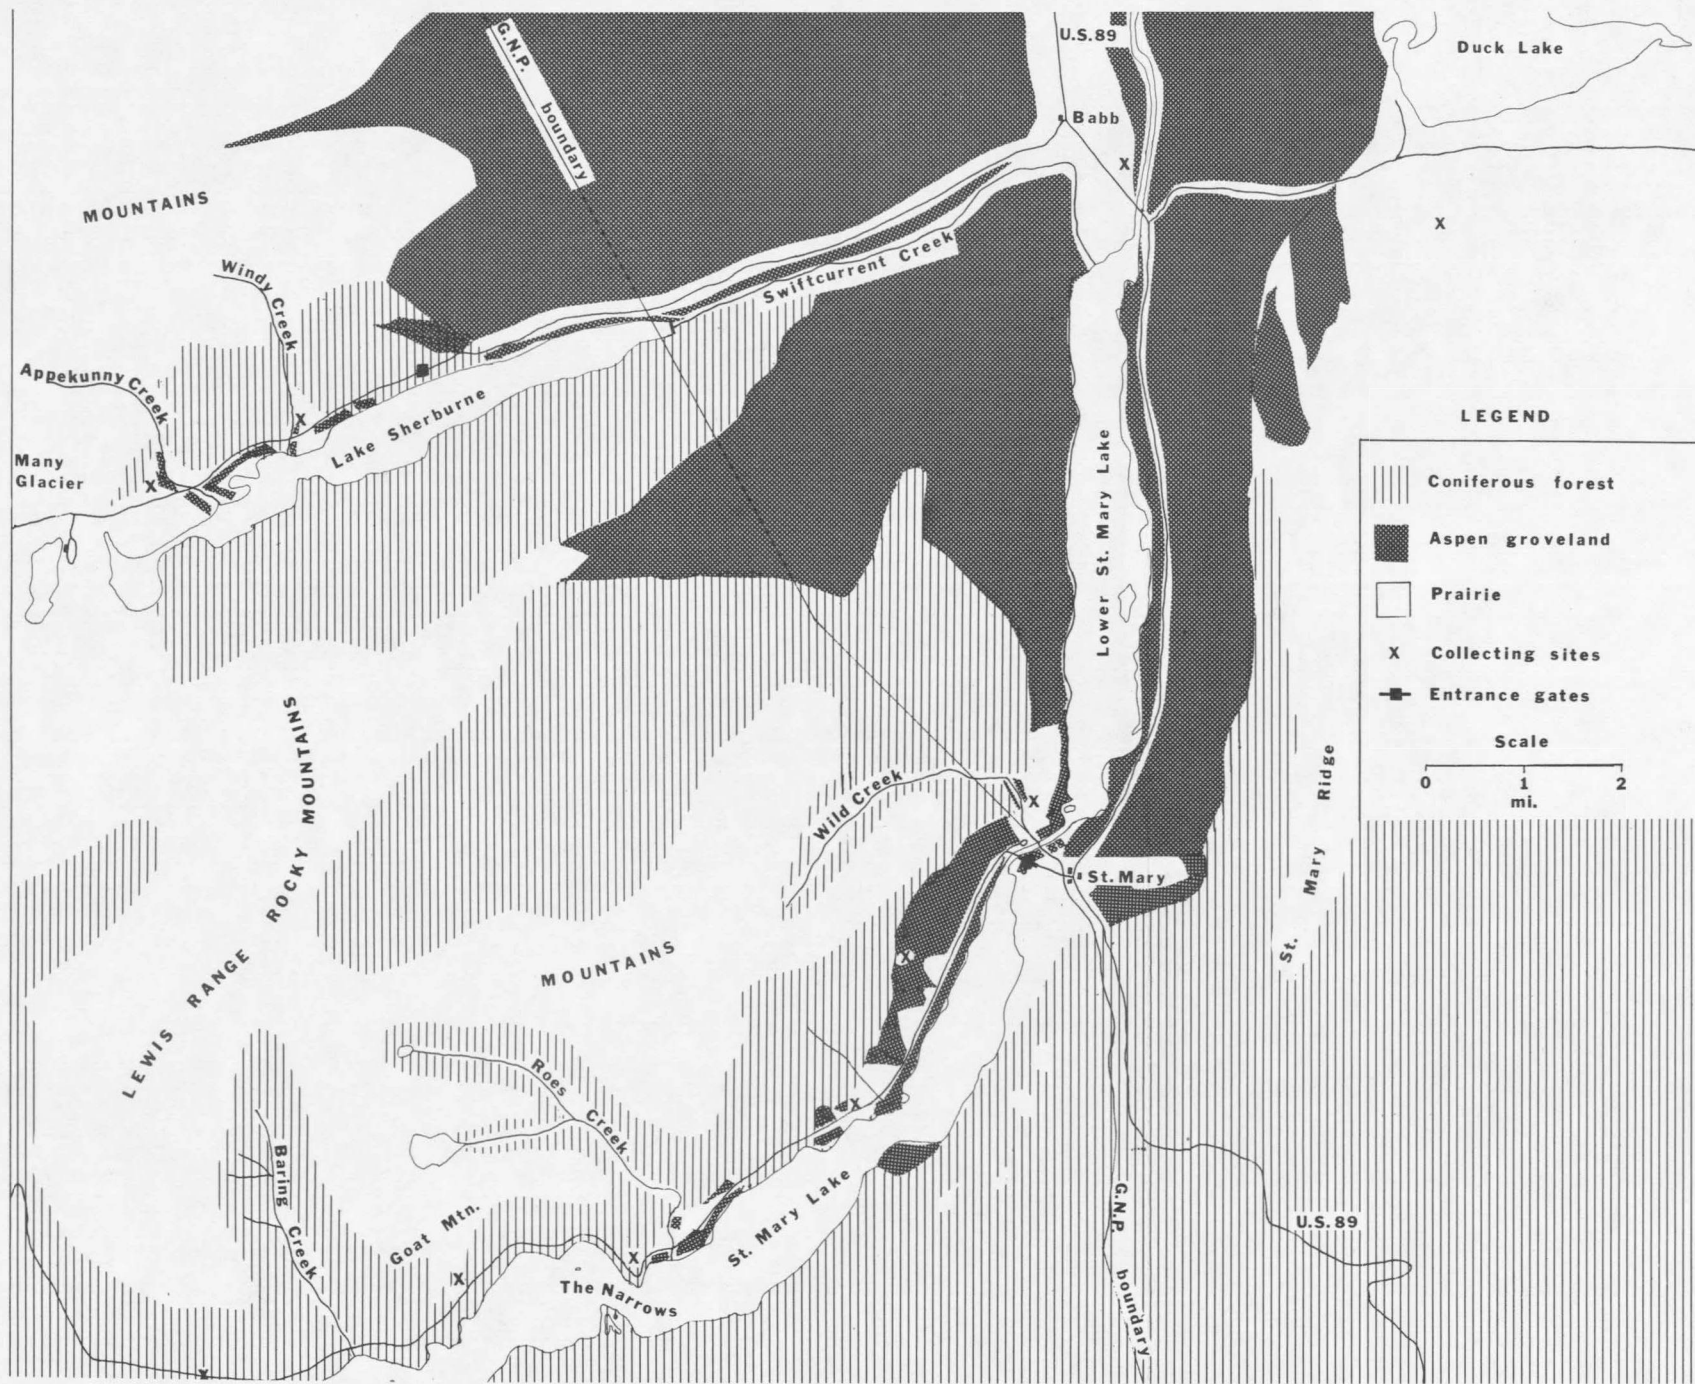 G.N.P. boundary
U.S.89
Duck Lake
Babb
X
MOUNTAINS
X
Swiftcurrent Creek
Windy Creek
Appekunny Creek
X
Lake Sherburne
Many
Glacier
X
LEGEND
Coniferous forest
Aspen groveland
Prairie
X Collecting sites
Entrance gates
Scale
0 1 2
mi.
Lower St. Mary Lake
St. Mary Ridge
Wild Creek
X
St. Mary
LEWIS RANGE ROCKY MOUNTAINS
MOUNTAINS
X
Roes Creek
X
Baring Creek
Goat Mtn.
St. Mary Lake
X
X
The Narrows
G.N.P. boundary
U.S.89
X